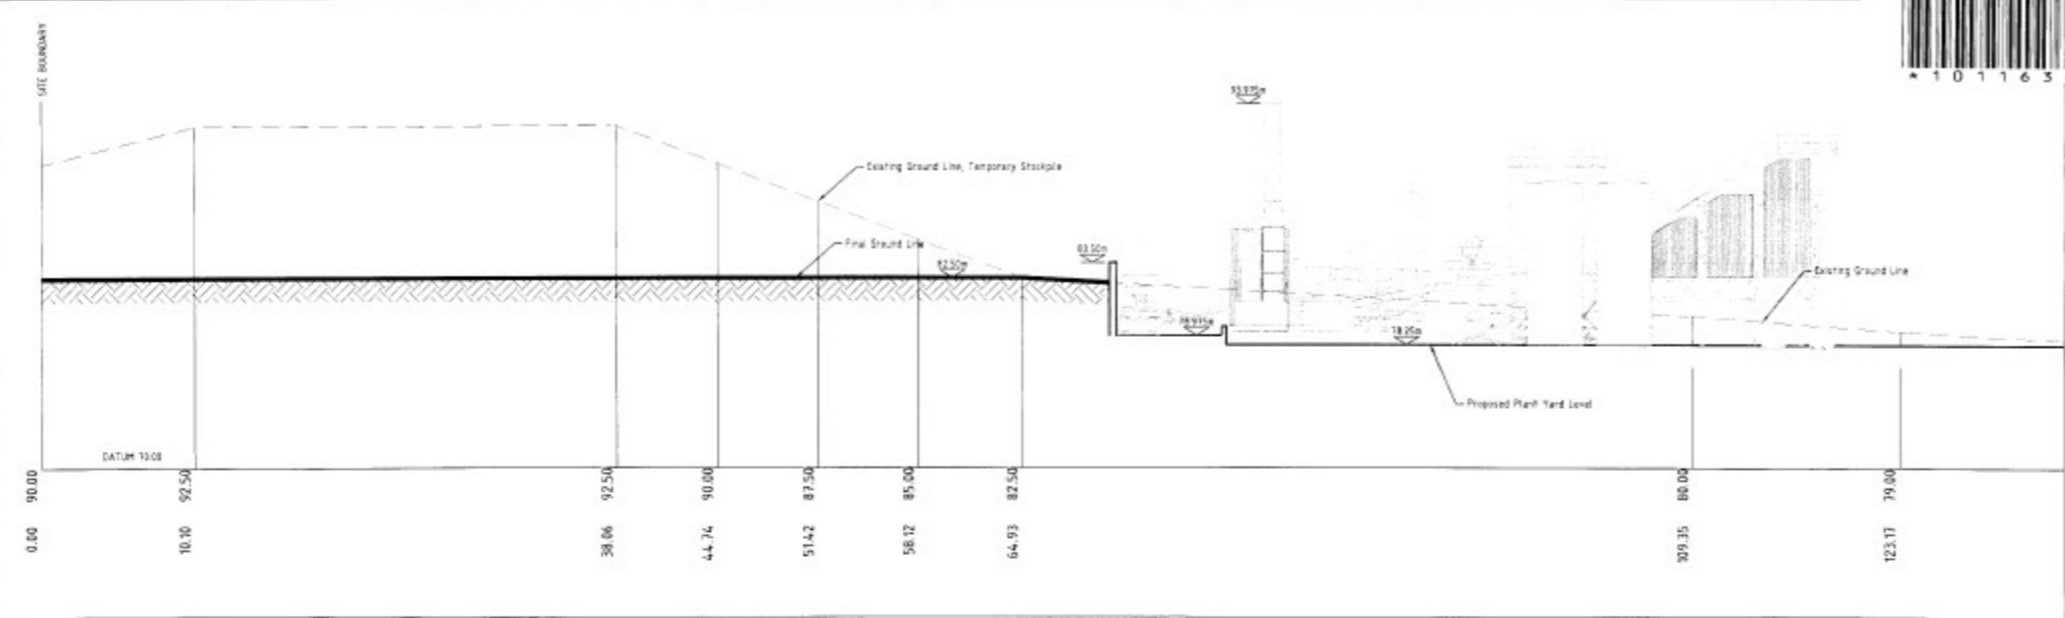 SITE BOUNDARY
*101163
Existing Ground Line, Temporary Stockpile
Final Ground Line
82.50m
83.50m
78.25m
Existing Ground Line
Proposed Plant Yard Level
DATUM 70.00
90.00 92.50 92.50 90.00 87.50 85.00 82.50 80.00 79.00
0.00 10.10 38.06 44.74 51.42 58.12 64.93 109.35 123.17